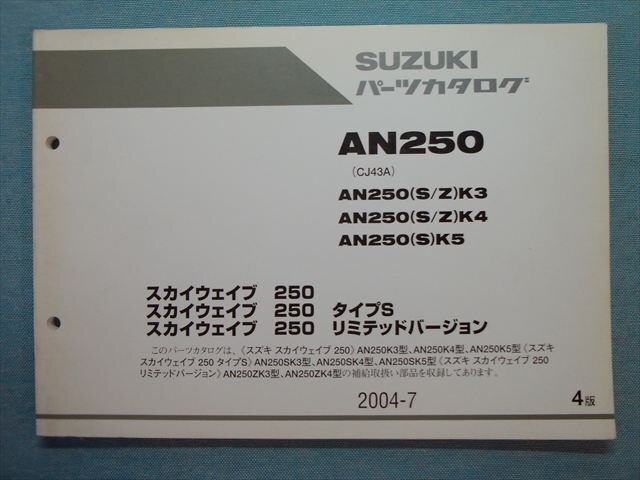 SUZUKI
パーツカタログ
AN250
(CJ43A)
AN250(S/Z)K3
AN250(S/Z)K4
AN250(S)K5
スカイウェイブ 250
スカイウェイブ 250 タイプS
スカイウェイブ 250 リミテッドバージョン
このパーツカタログは、《スズキ スカイウェイブ 250》AN250K3型、AN250K4型、AN250K5型《スズキ
スカイウェイブ 250 タイプS》AN250SK3型、AN250SK4型、AN250SK5型《スズキ スカイウェイブ 250
リミテッドバージョン》AN250ZK3型、AN250ZK4型の補給取扱い部品を収録してあります。
2004-7
4版